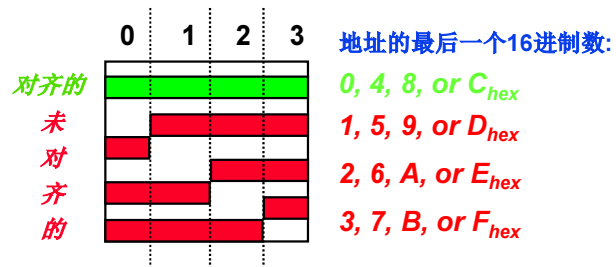 0 1 2 3
地址的最后一个16进制数:
对齐的
0, 4, 8, or Chex
未对齐的
1, 5, 9, or Dhex
2, 6, A, or Ehex
3, 7, B, or Fhex